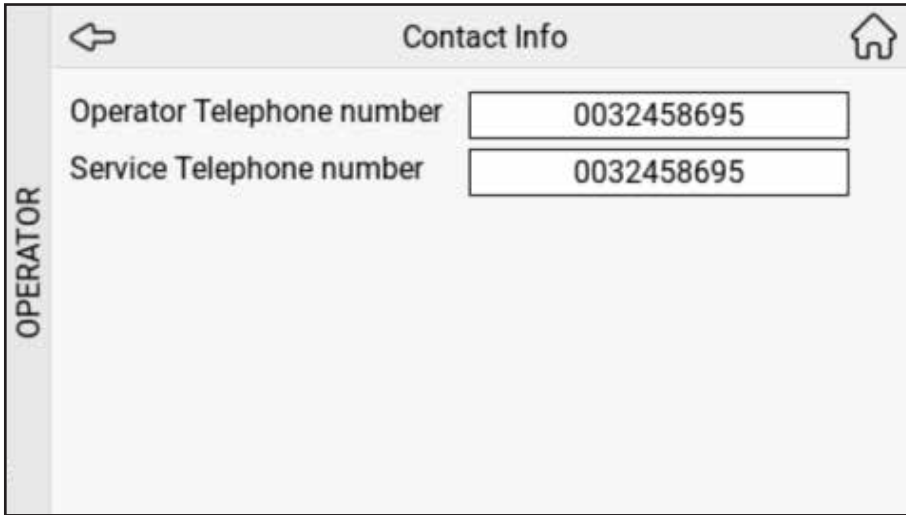 Contact Info
Operator Telephone number 0032458695
Service Telephone number 0032458695
OPERATOR